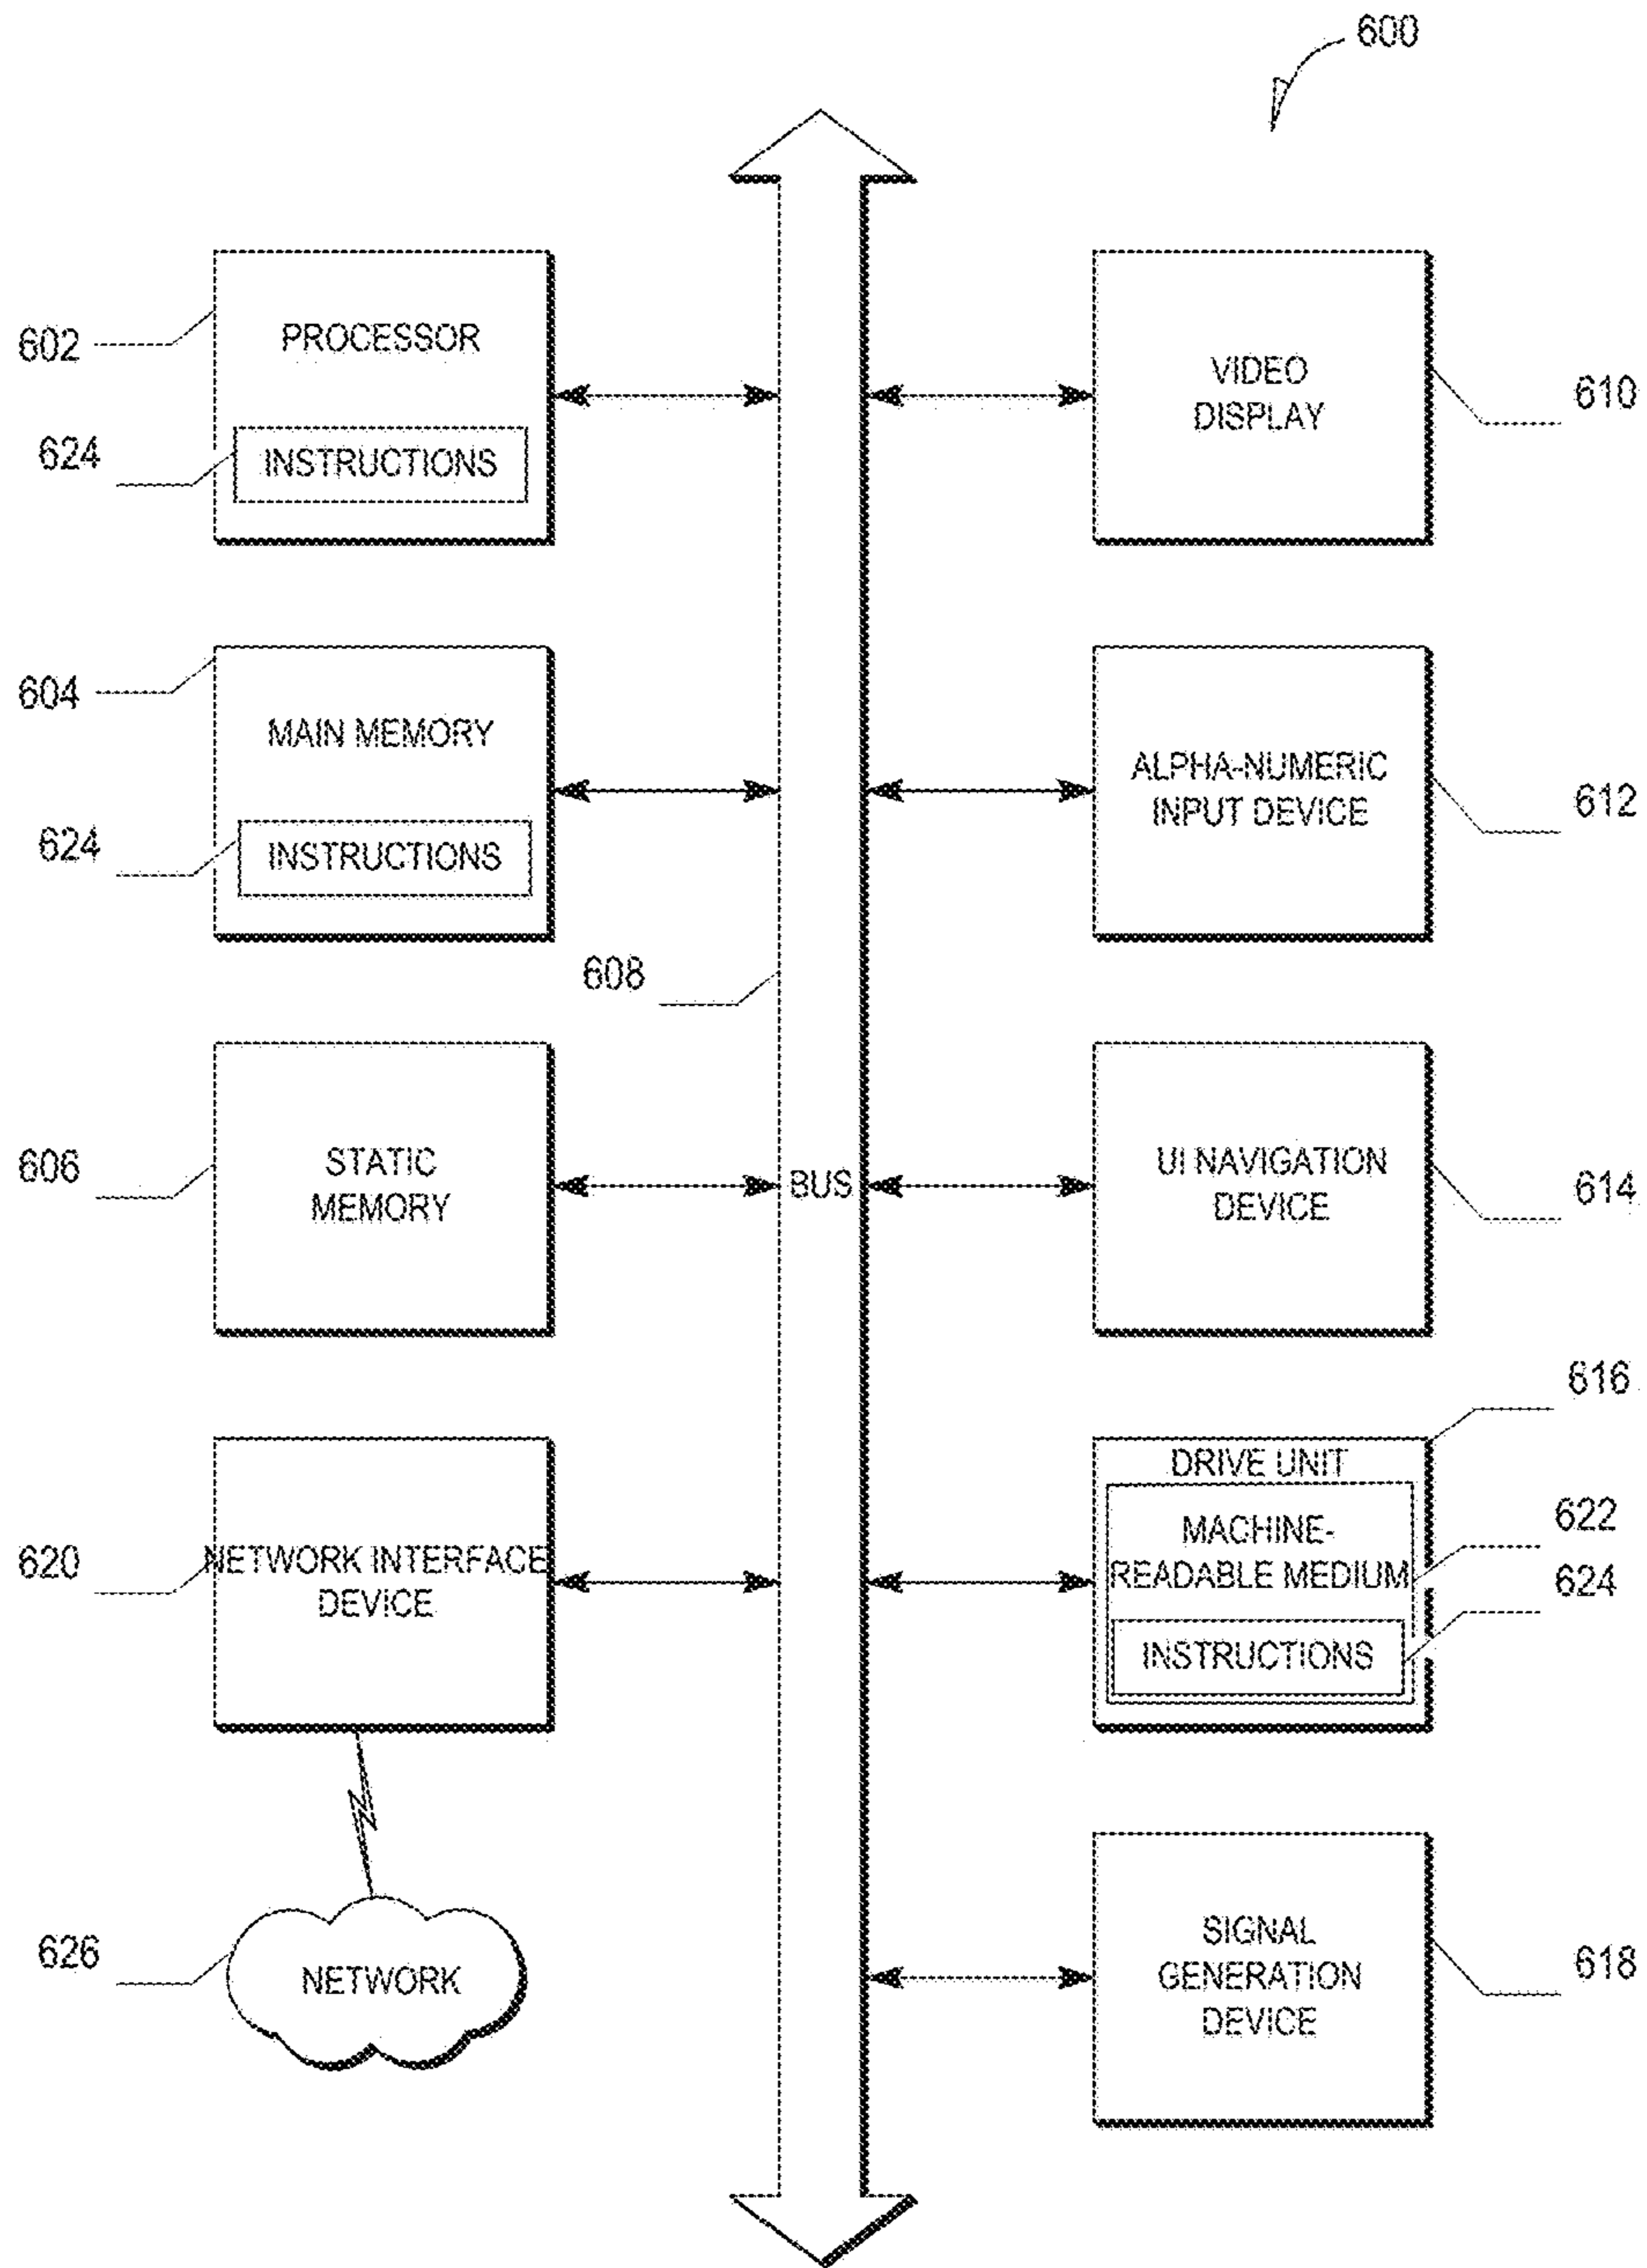 600
602
PROCESSOR
624
INSTRUCTIONS
VIDEO
DISPLAY
610
604
MAIN MEMORY
624
INSTRUCTIONS
ALPHA-NUMERIC
INPUT DEVICE
612
608
606
STATIC
MEMORY
BUS
UI NAVIGATION
DEVICE
614
620
NETWORK INTERFACE
DEVICE
616
DRIVE UNIT
MACHINE-
READABLE MEDIUM
622
624
INSTRUCTIONS
626
NETWORK
SIGNAL
GENERATION
DEVICE
618